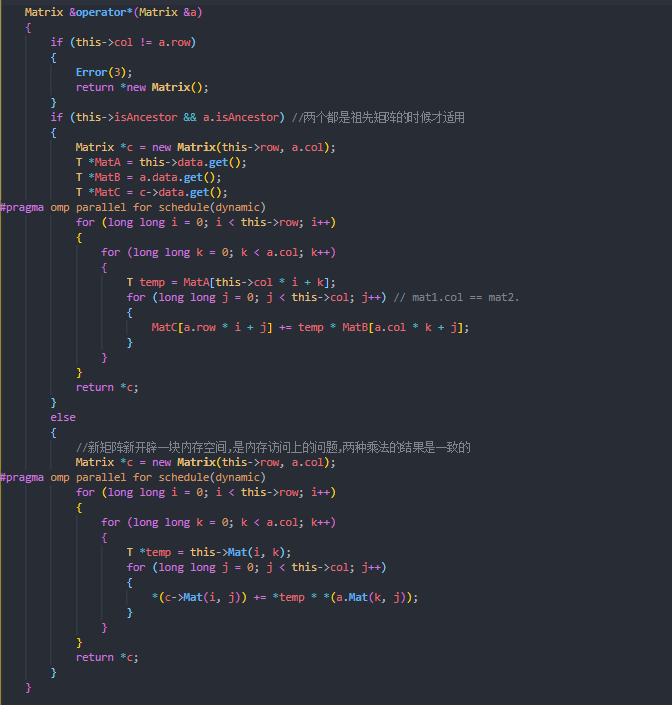 Matrix &operator*(Matrix &a)
{
if (this->col != a.row)
{
Error(3);
return *new Matrix();
}
if (this->isAncestor && a.isAncestor) //两个都是祖先矩阵的时候才适用
{
Matrix *c = new Matrix(this->row, a.col);
T *MatA = this->data.get();
T *MatB = a.data.get();
T *MatC = c->data.get();
#pragma omp parallel for schedule(dynamic)
for (long long i = 0; i < this->row; i++)
{
for (long long k = 0; k < a.col; k++)
{
T temp = MatA[this->col * i + k];
for (long long j = 0; j < this->col; j++) // mat1.col == mat2.
{
MatC[a.row * i + j] += temp * MatB[a.col * k + j];
}
}
}
return *c;
}
else
{
//新矩阵新开辟一块内存空间,是内存访问上的问题,两种乘法的结果是一致的
Matrix *c = new Matrix(this->row, a.col);
#pragma omp parallel for schedule(dynamic)
for (long long i = 0; i < this->row; i++)
{
for (long long k = 0; k < a.col; k++)
{
T *temp = this->Mat(i, k);
for (long long j = 0; j < this->col; j++)
{
*(c->Mat(i, j)) += *temp * *(a.Mat(k, j));
}
}
}
return *c;
}
}